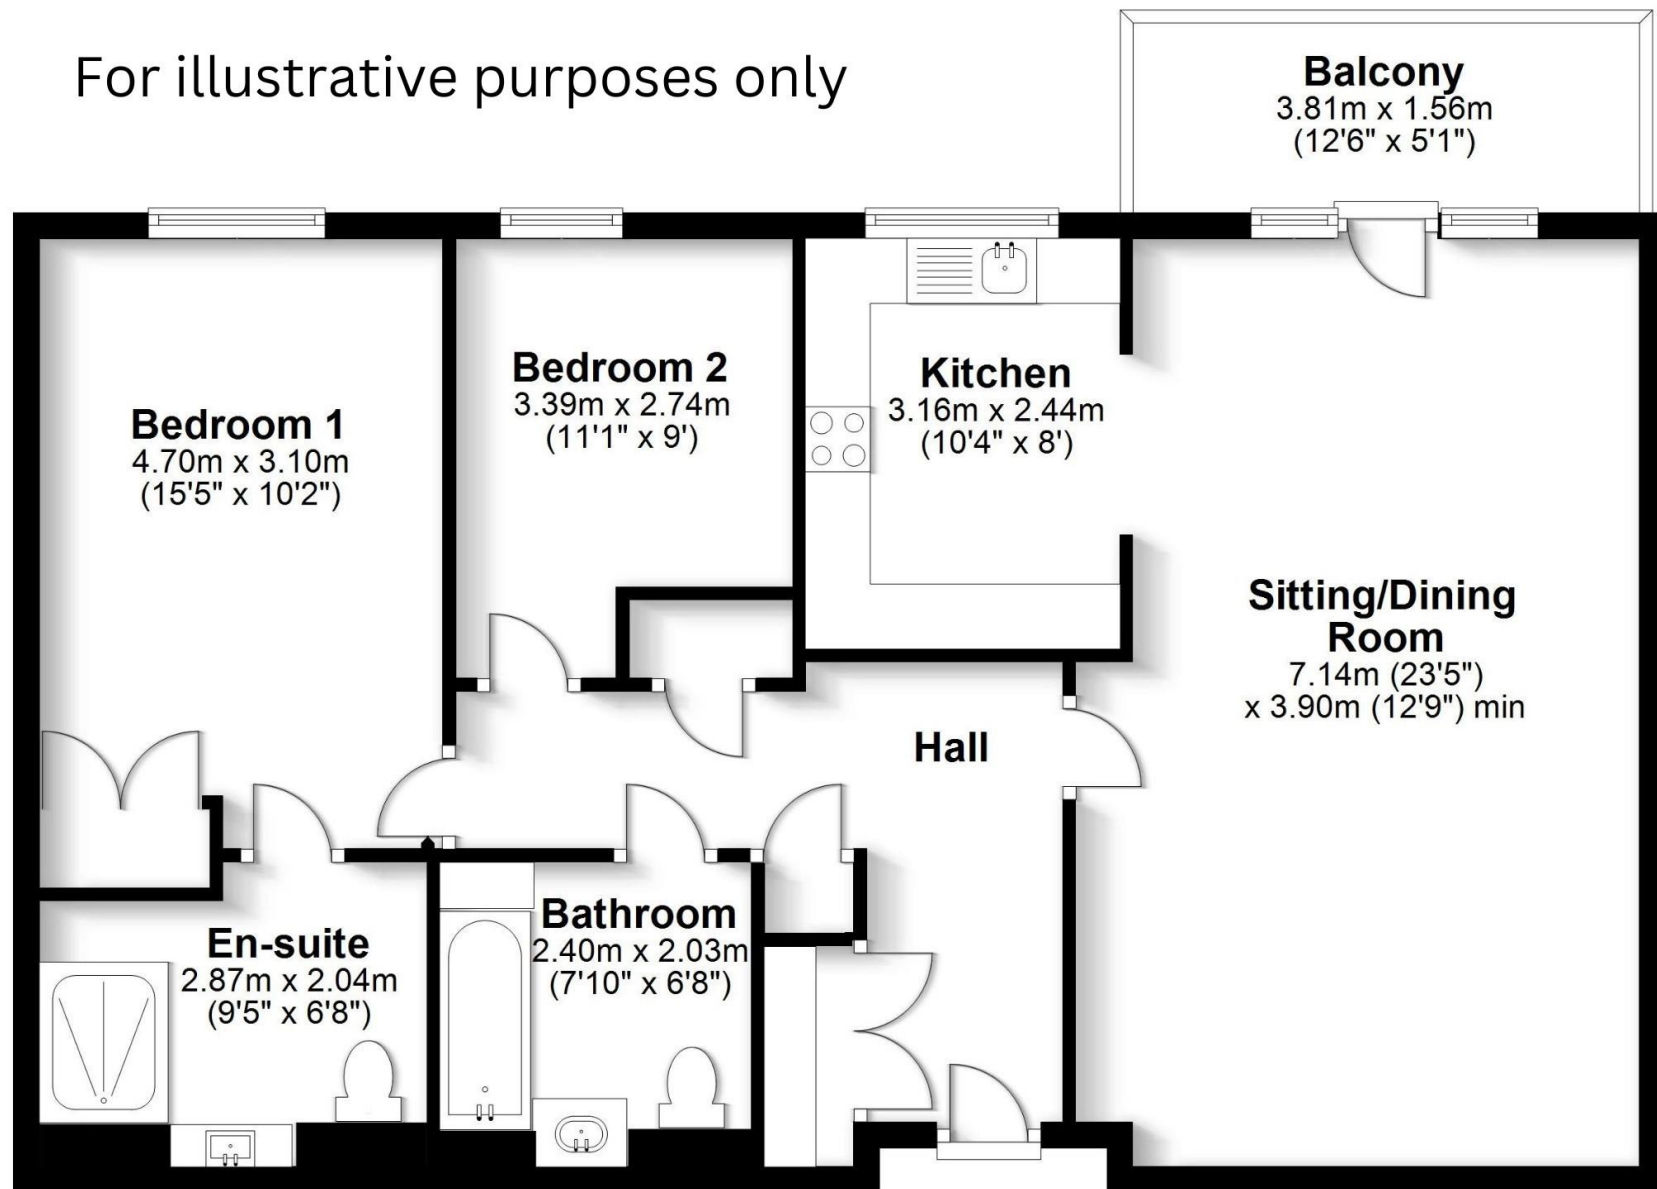 For illustrative purposes only
Balcony
3.81m x 1.56m
(12'6" x 5'1")
Bedroom 1
4.70m x 3.10m
(15'5" x 10'2")
Bedroom 2
3.39m x 2.74m
(11'1" x 9')
Kitchen
3.16m x 2.44m
(10'4" x 8')
Sitting/Dining
Room
7.14m (23'5")
x 3.90m (12'9") min
Hall
En-suite
2.87m x 2.04m
(9'5" x 6'8")
Bathroom
2.40m x 2.03m
(7'10" x 6'8")